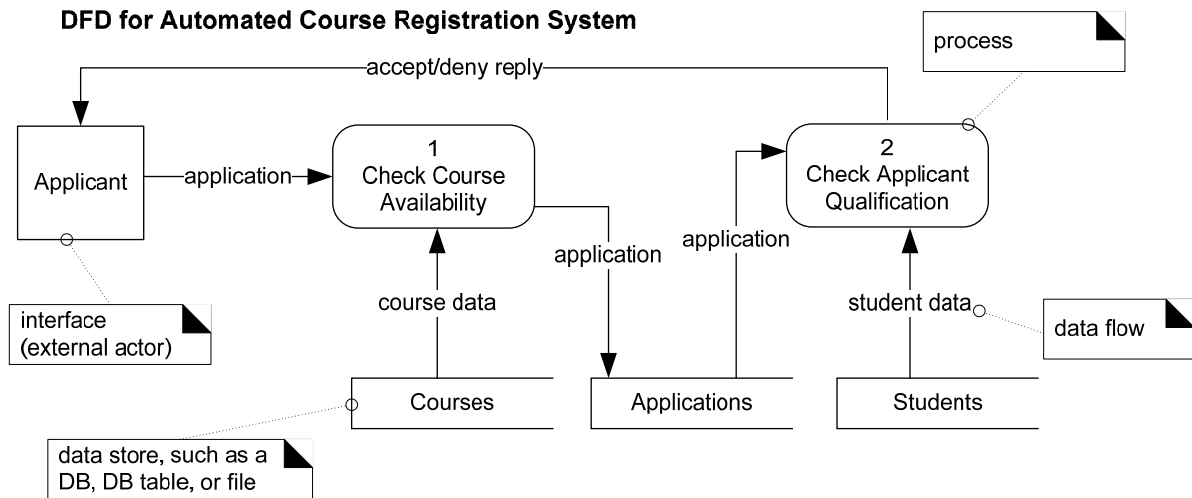 DFD for Automated Course Registration System
process
accept/deny reply
Applicant
application
1
Check Course
Availability
application
application
2
Check Applicant
Qualification
interface
(external actor)
course data
student data
data flow
Courses
Applications
Students
data store, such as a
DB, DB table, or file